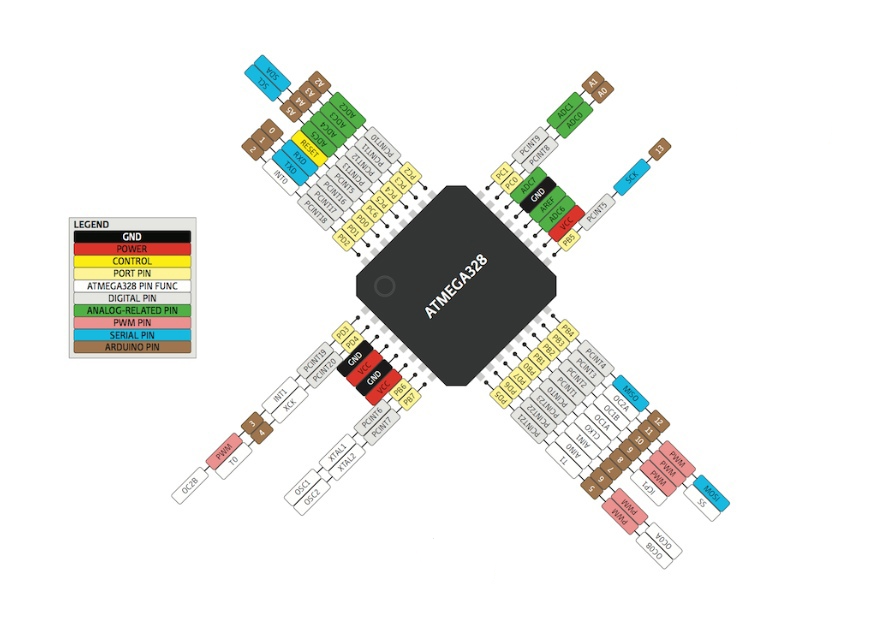 SDA
SCL
A2
A3
A4
A5
0
1
2
ADC2
ADC3
ADC4
ADC5
RESET
RXD
TXD
INT0
PCINT10
PCINT11
PCINT12
PCINT13
PCINT5
PCINT16
PCINT17
PCINT18
PC2
PC3
PC4
PC5
PC6
PD0
PD1
PD2
A1
A0
ADC1
ADC0
PCINT9
PCINT8
PC1
PC0
ADC7
GND
AREF
ADC6
VCC
PB5
PCINT5
SCK
13
ATMEGA328
LEGEND
GND
POWER
CONTROL
PORT PIN
ATMEGA328 PIN FUNC
DIGITAL PIN
ANALOG-RELATED PIN
PWM PIN
SERIAL PIN
ARDUINO PIN
PD3
PD4
GND
VCC
GND
VCC
PB6
PB7
PCINT19
PCINT20
INT1
XCK
3
4
PWM
T0
OC2B
PCINT6
PCINT7
XTAL1
XTAL2
OSC1
OSC2
PB4
PB3
PB2
PB1
PB0
PD7
PD6
PD5
PCINT4
PCINT3
PCINT2
PCINT1
PCINT0
PCINT23
PCINT22
PCINT21
MISO
OC2A
OC1B
OC1A
CLKO
AIN1
AIN0
T1
12
11
10
9
8
7
6
5
PWM
PWM
PWM
ICP1
MOSI
SS
PWM
PWM
OC0A
OC0B